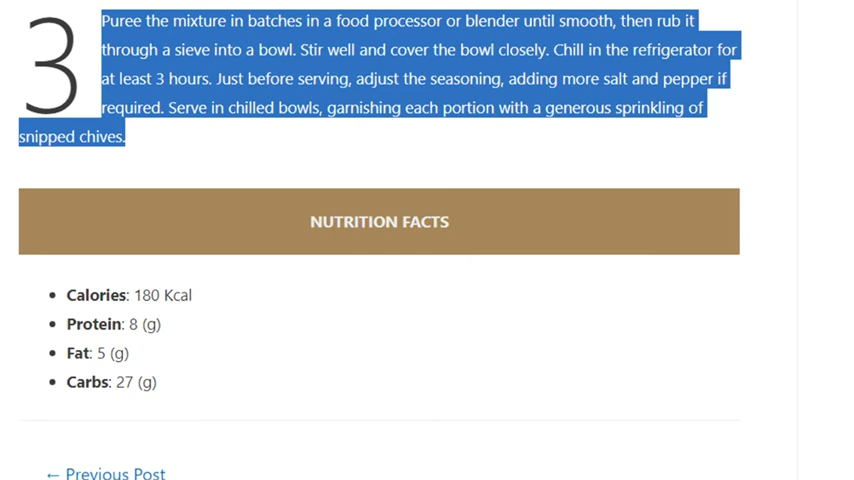 3 Puree the mixture in batches in a food processor or blender until smooth, then rub it
through a sieve into a bowl. Stir well and cover the bowl closely. Chill in the refrigerator for
at least 3 hours. Just before serving, adjust the seasoning, adding more salt and pepper if
required. Serve in chilled bowls, garnishing each portion with a generous sprinkling of
snipped chives.
NUTRITION FACTS
• Calories: 180 Kcal
• Protein: 8 (g)
• Fat: 5 (g)
• Carbs: 27 (g)
← Previous Post